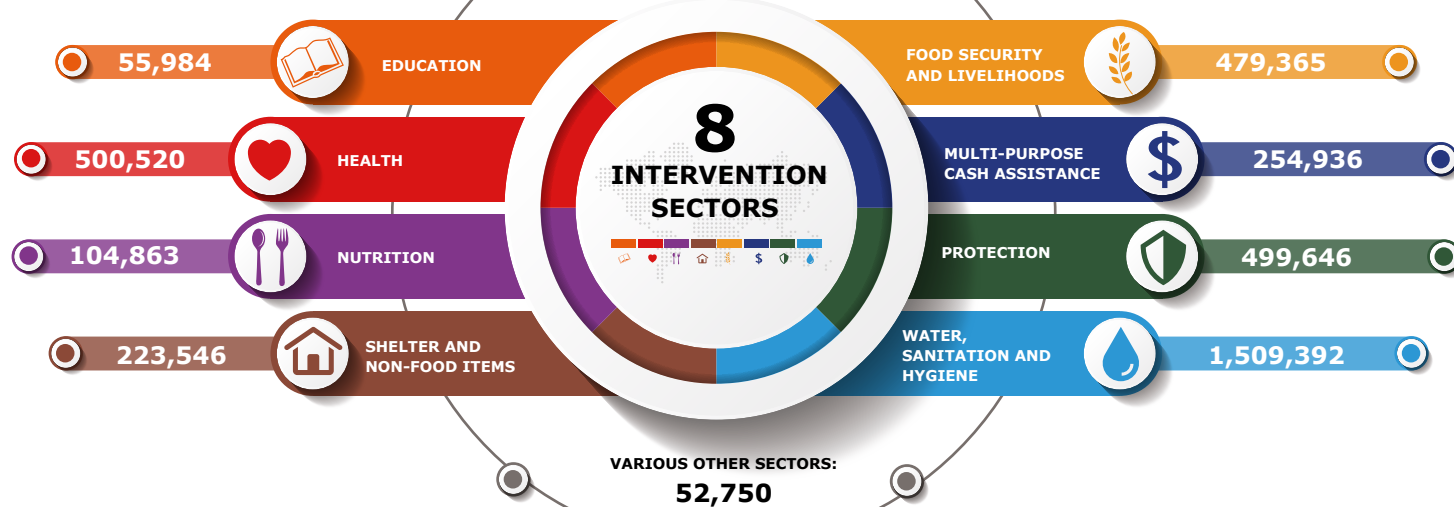 55,984
EDUCATION
500,520
HEALTH
104,863
NUTRITION
223,546
SHELTER AND
NON-FOOD ITEMS
8
INTERVENTION
SECTORS
$
FOOD SECURITY
AND LIVELIHOODS
479,365
MULTI-PURPOSE
CASH ASSISTANCE
$
254,936
PROTECTION
499,646
WATER,
SANITATION AND
HYGIENE
1,509,392
VARIOUS OTHER SECTORS:
52,750